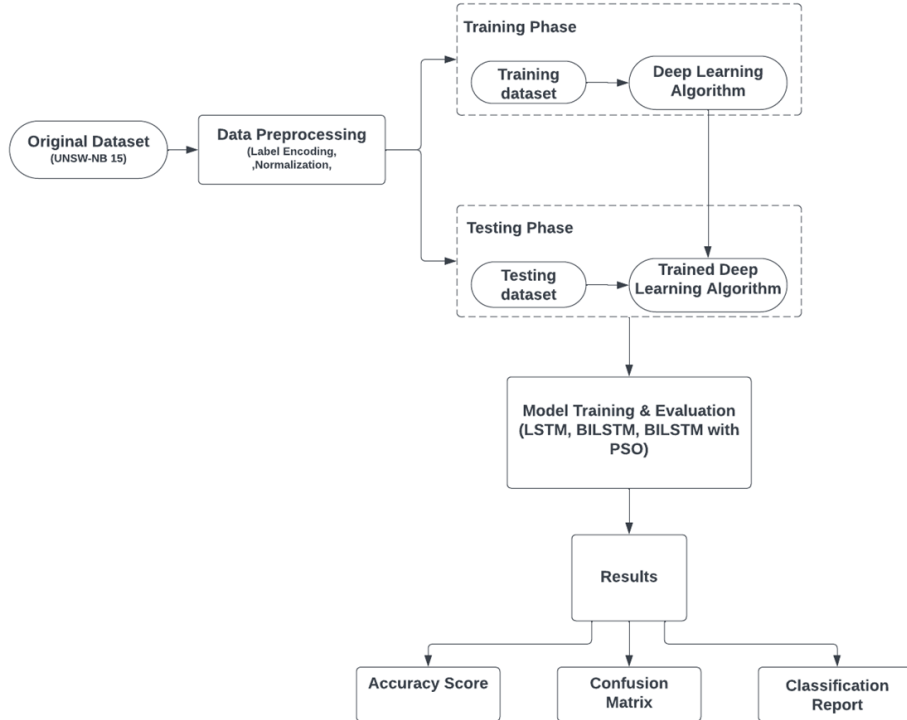 Training Phase
Training
dataset
Deep Learning
Algorithm
Original Dataset
(UNSW-NB 15)
Data Preprocessing
(Label Encoding,
,Normalization,
Testing Phase
Testing
dataset
Trained Deep
Learning Algorithm
Model Training & Evaluation
(LSTM, BILSTM, BILSTM with
PSO)
Results
Accuracy Score
Confusion
Matrix
Classification
Report